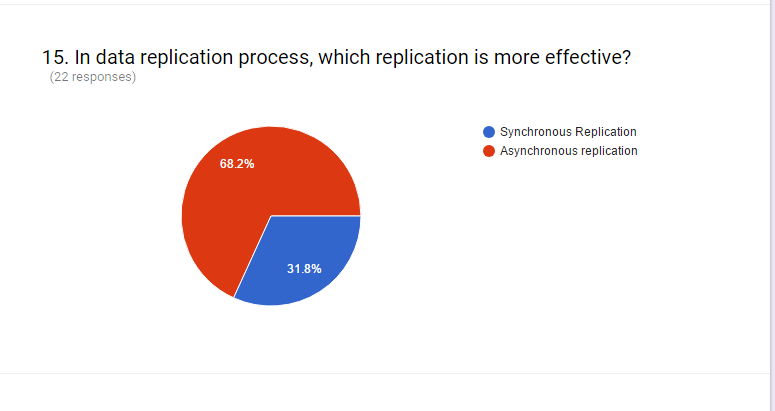 15. In data replication process, which replication is more effective?
(22 responses)
Synchronous Replication
Asynchronous replication
68.2%
31.8%